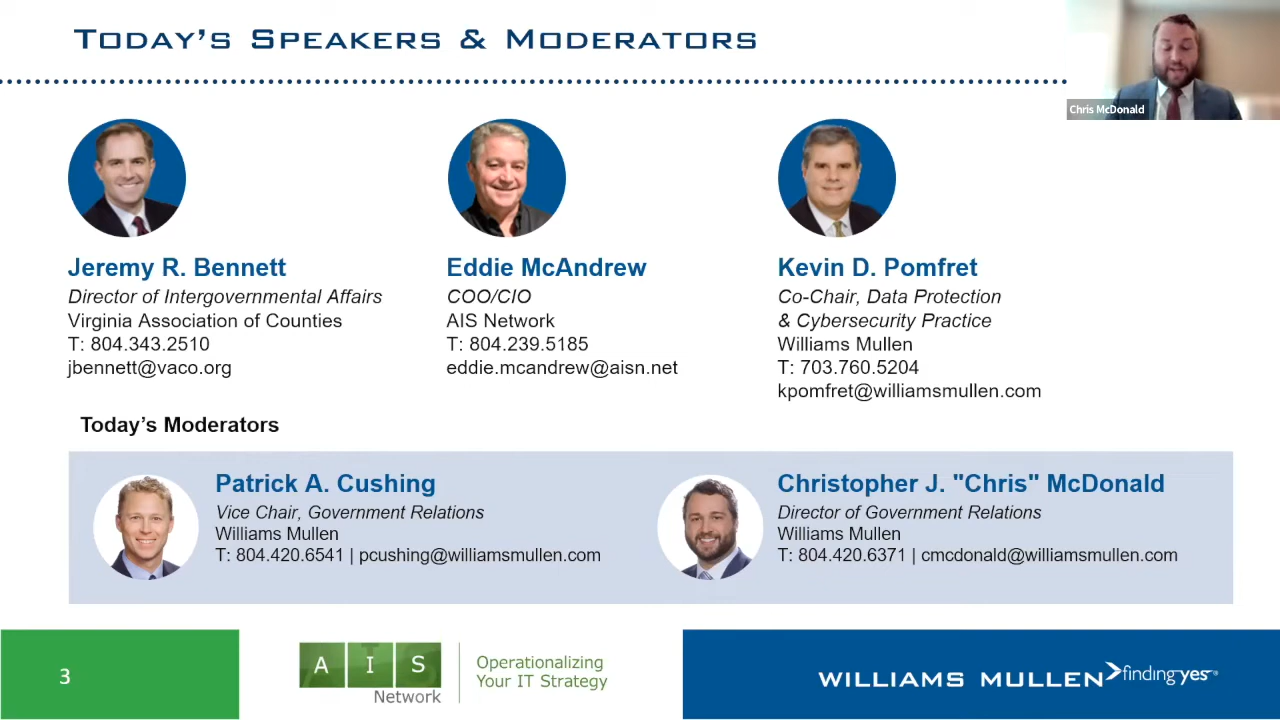 TODAY'S SPEAKERS & MODERATORS
Chris McDonald
Jeremy R. Bennett
Director of Intergovernmental Affairs
Virginia Association of Counties
T: 804.343.2510
jbennett@vaco.org
Eddie McAndrew
COO/CIO
AIS Network
T: 804.239.5185
eddie.mcandrew@aisn.net
Kevin D. Pomfret
Co-Chair, Data Protection
& Cybersecurity Practice
Williams Mullen
T: 703.760.5204
kpomfret@williamsmullen.com
Today's Moderators
Patrick A. Cushing
Vice Chair, Government Relations
Williams Mullen
T: 804.420.6541 | pcushing@williamsmullen.com
Christopher J. "Chris" McDonald
Director of Government Relations
Williams Mullen
T: 804.420.6371 | cmcdonald@williamsmullen.com
3
AIS
Network
Operationalizing
Your IT Strategy
WILLIAMS MULLEN finding yes®